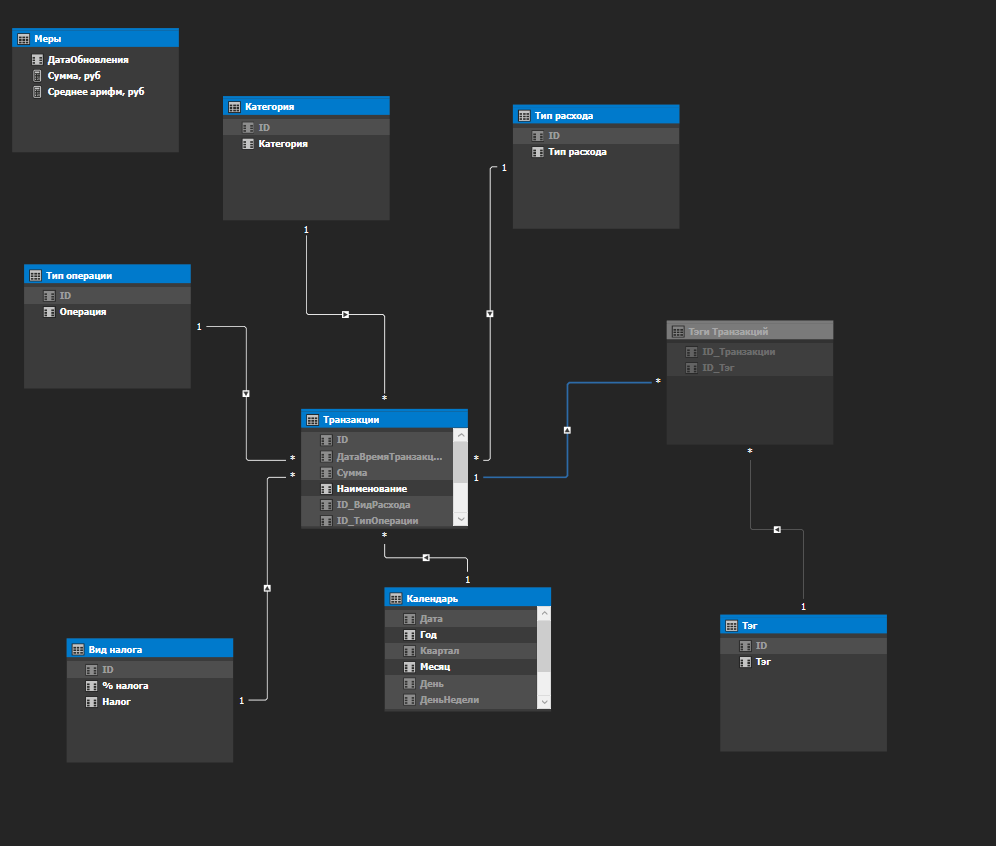 Меры
ДатаОбновления
Сумма, руб
Среднее арифм, руб
Категория
ID
Категория
1
Тип расхода
ID
Тип расхода
1
Тип операции
ID
Операция
1
Тэги Транзакций
ID_Транзакции
ID_Тэг
*
*
Транзакции
ID
ДатаВремяТранзакц...
Сумма
Наименование
ID_ВидРасхода
ID_ТипОперации
*
*
*
*
1
*
1
Календарь
Дата
Год
Квартал
Месяц
День
ДеньНедели
1
Тэг
ID
Тэг
Вид налога
ID
% налога
Налог
1